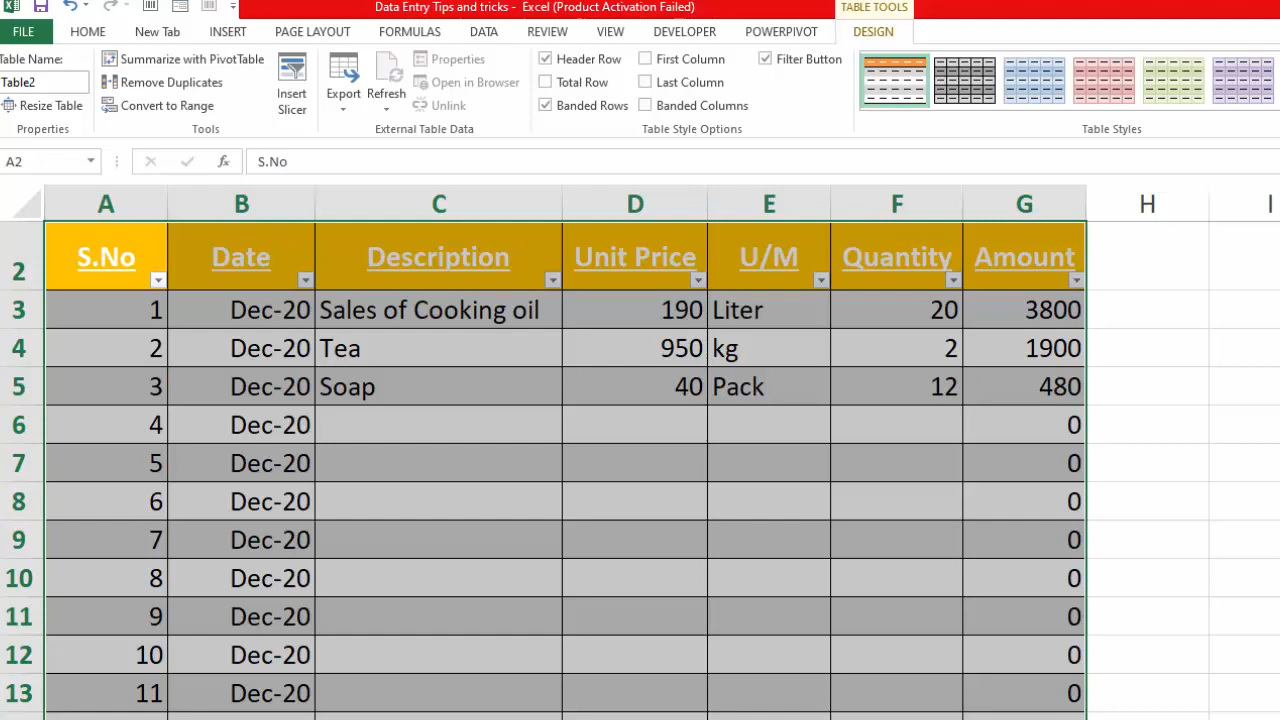 Data Entry Tips and tricks - Excel (Product Activation Failed)
TABLE TOOLS
FILE HOME New Tab INSERT PAGE LAYOUT FORMULAS DATA REVIEW VIEW DEVELOPER POWERPIVOT DESIGN
Table Name:
Table2
Resize Table
Properties
Summarize with PivotTable
Remove Duplicates
Convert to Range
Insert
Slicer
Tools
Export
Refresh
Properties
Open in Browser
Unlink
External Table Data
Header Row
Total Row
Banded Rows
First Column
Last Column
Banded Columns
Filter Button
Table Style Options
Table Styles
A2 fx S.No
A B C D E F G H I
2 S.No Date Description Unit Price U/M Quantity Amount
3 1 Dec-20 Sales of Cooking oil 190 Liter 20 3800
4 2 Dec-20 Tea 950 kg 2 1900
5 3 Dec-20 Soap 40 Pack 12 480
6 4 Dec-20 0
7 5 Dec-20 0
8 6 Dec-20 0
9 7 Dec-20 0
10 8 Dec-20 0
11 9 Dec-20 0
12 10 Dec-20 0
13 11 Dec-20 0